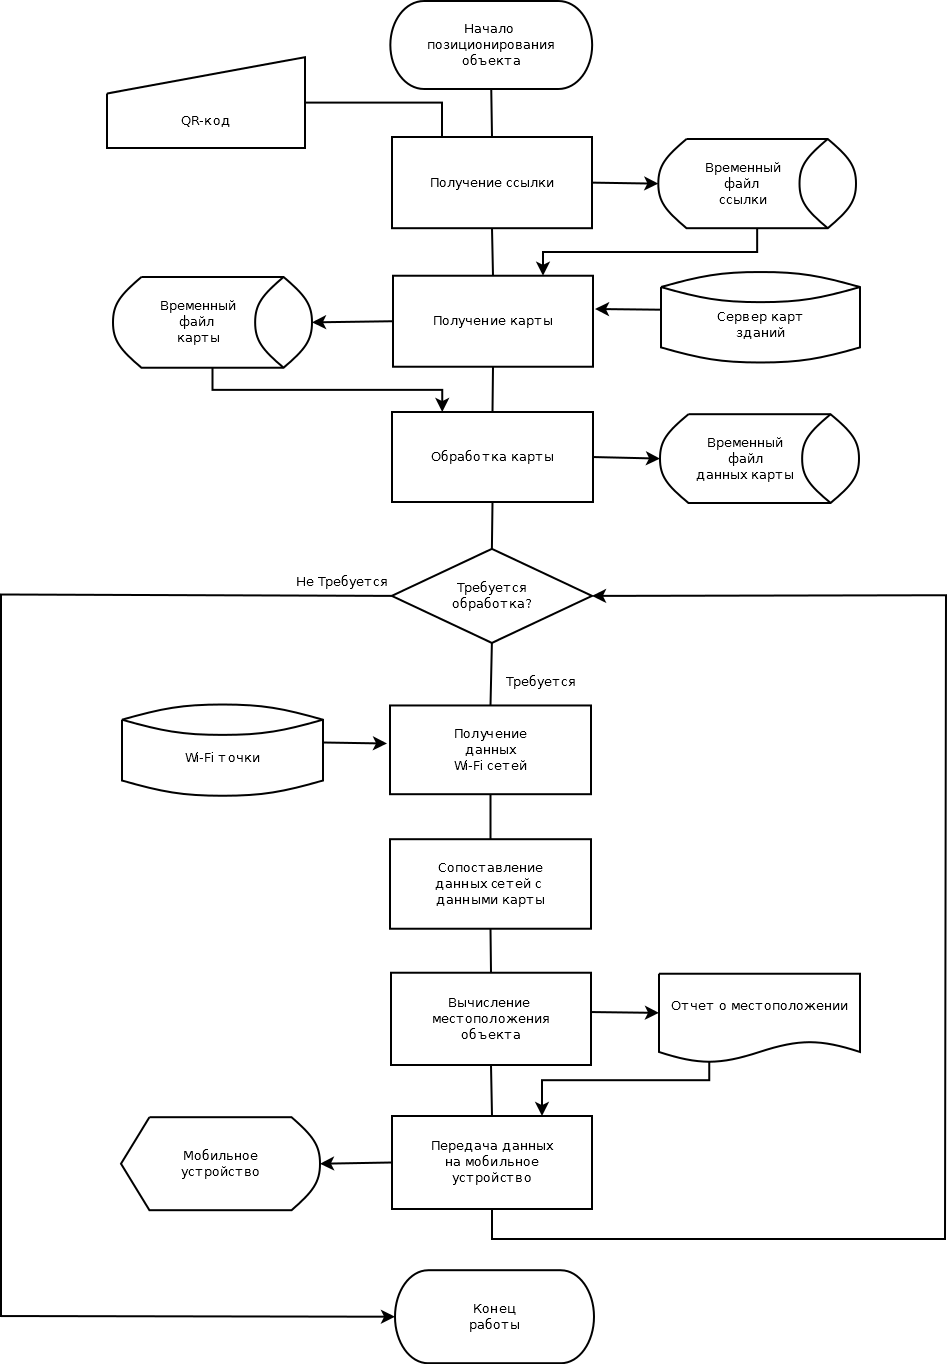 Начало
позиционирования
объекта
QR-код
Получение ссылки
Временный
файл
ссылки
Временный
файл
карты
Получение карты
Сервер карт
зданий
Обработка карты
Временный
файл
данных карты
Не Требуется
Требуется
обработка?
Требуется
Wi-Fi точки
Получение
данных
Wi-Fi сетей
Сопоставление
данных сетей с
данными карты
Вычисление
местоположения
объекта
Отчет о местоположении
Мобильное
устройство
Передача данных
на мобильное
устройство
Конец
работы